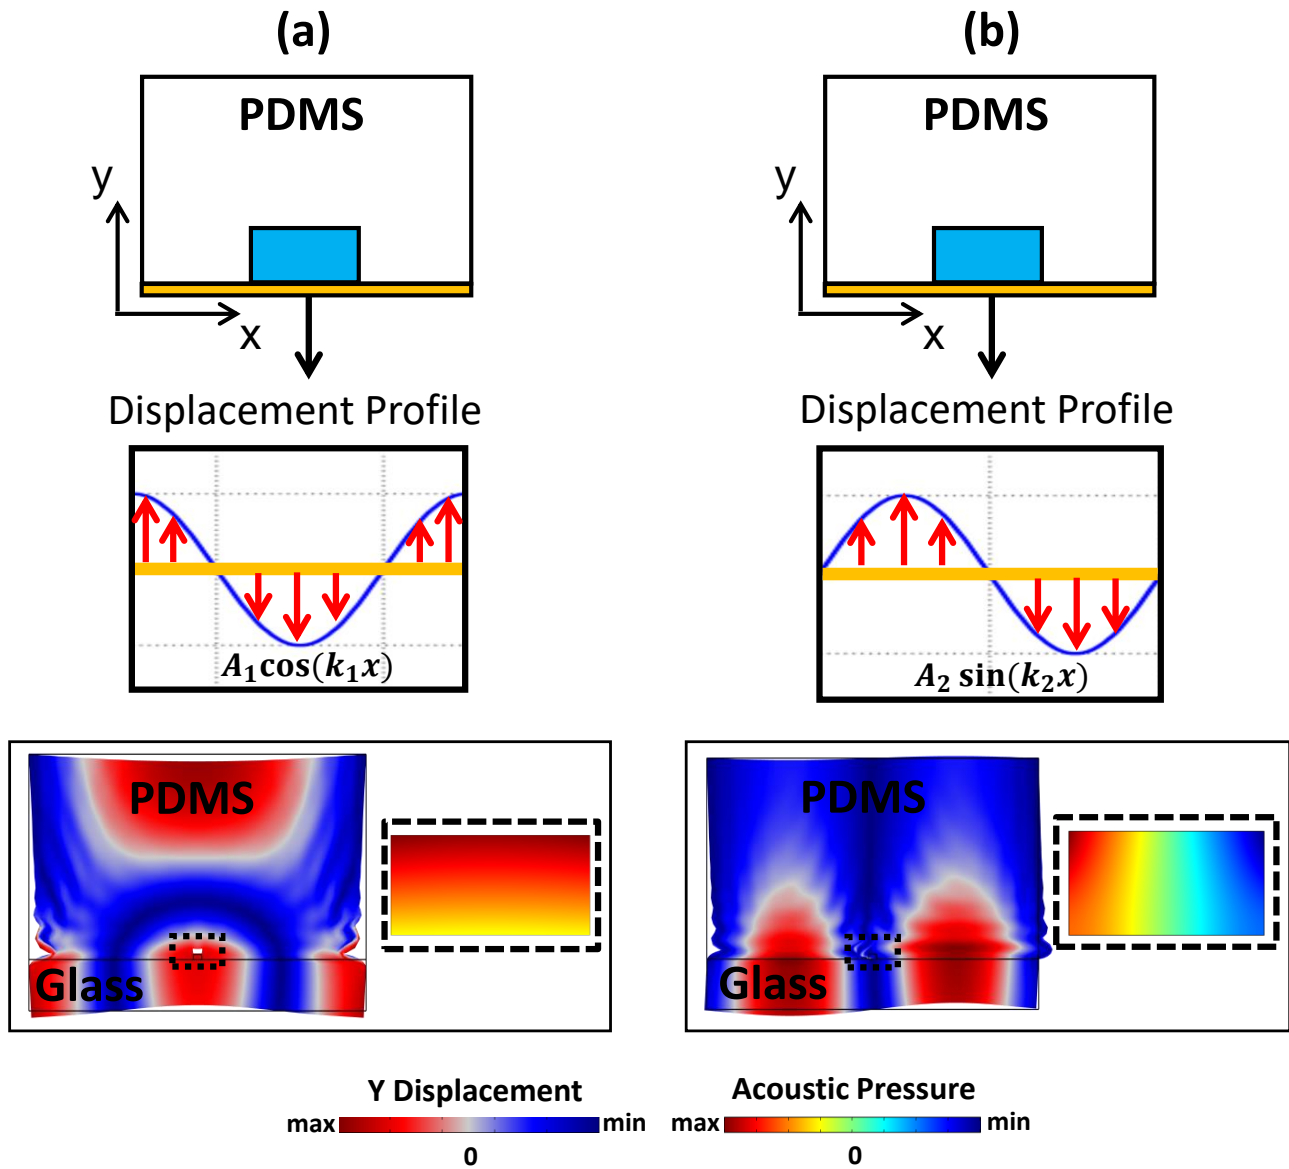 (a)
PDMS
y
x
Displacement Profile
A₁cos(k₁x)
PDMS
Glass
(b)
PDMS
y
x
Displacement Profile
A₂ sin(k₂x)
PDMS
Glass
Y Displacement
max min
0
Acoustic Pressure
max min
0